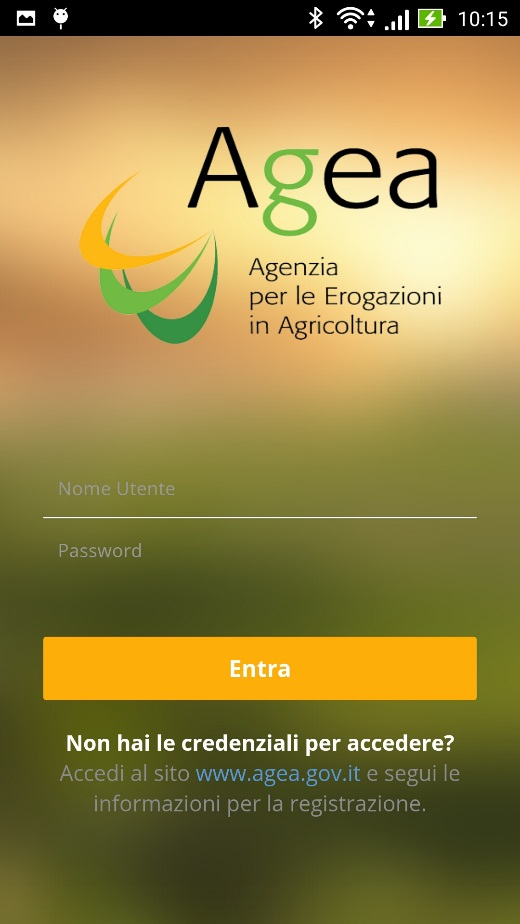 10:15
Agea
Agenzia
per le Erogazioni
in Agricoltura
Nome Utente
Password
Entra
Non hai le credenziali per accedere?
Accedi al sito www.agea.gov.it e segui le
informazioni per la registrazione.